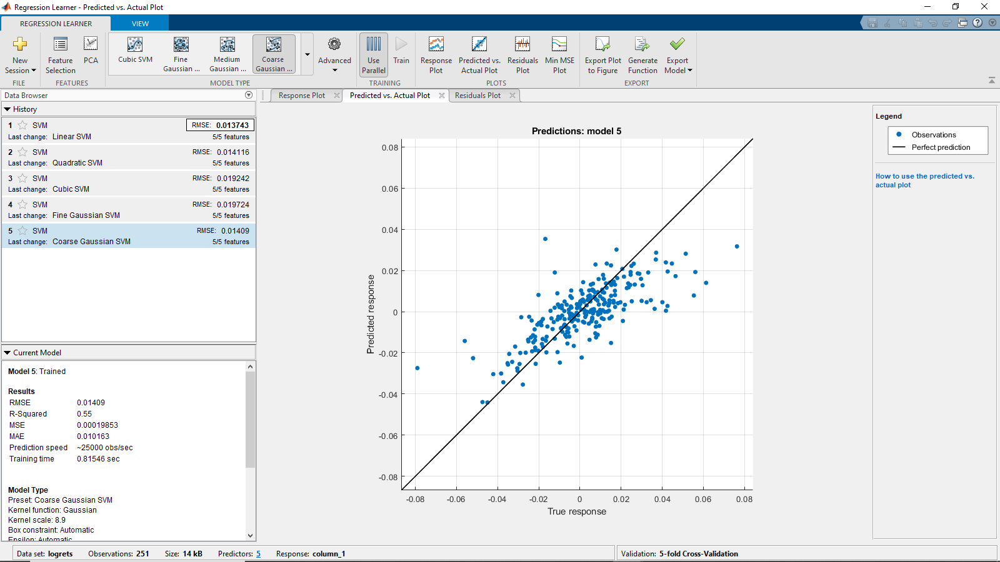 Regression Learner - Predicted vs. Actual Plot
REGRESSION LEARNER
VIEW
New Session
Feature Selection
PCA
Cubic SVM
Fine Gaussian ...
Medium Gaussian ...
Coarse Gaussian ...
Advanced
Use Parallel
Train
Response Plot
Predicted vs. Actual Plot
Residuals Plot
Min MSE Plot
Export Plot to Figure
Generate Function
Export Model
FILE
FEATURES
MODEL TYPE
TRAINING
PLOTS
EXPORT
Data Browser
Response Plot
Predicted vs. Actual Plot
Residuals Plot
History
1 SVM RMSE: 0.013743
Last change: Linear SVM 5/5 features
2 SVM RMSE: 0.014116
Last change: Quadratic SVM 5/5 features
3 SVM RMSE: 0.019242
Last change: Cubic SVM 5/5 features
4 SVM RMSE: 0.019724
Last change: Fine Gaussian SVM 5/5 features
5 SVM RMSE: 0.01409
Last change: Coarse Gaussian SVM 5/5 features
Current Model
Model 5: Trained
Results
RMSE 0.01409
R-Squared 0.55
MSE 0.00019853
MAE 0.010163
Prediction speed ~25000 obs/sec
Training time 0.81546 sec
Model Type
Preset: Coarse Gaussian SVM
Kernel function: Gaussian
Kernel scale: 8.9
Box constraint: Automatic
Epsilon: Automatic
Predictions: model 5
Predicted response
0.08
0.06
0.04
0.02
0
-0.02
-0.04
-0.06
-0.08
-0.08 -0.06 -0.04 -0.02 0 0.02 0.04 0.06 0.08
True response
Legend
Observations
Perfect prediction
How to use the predicted vs.
actual plot
Data set: logrets Observations: 251 Size: 14 kB Predictors: 5 Response: column_1
Validation: 5-fold Cross-Validation